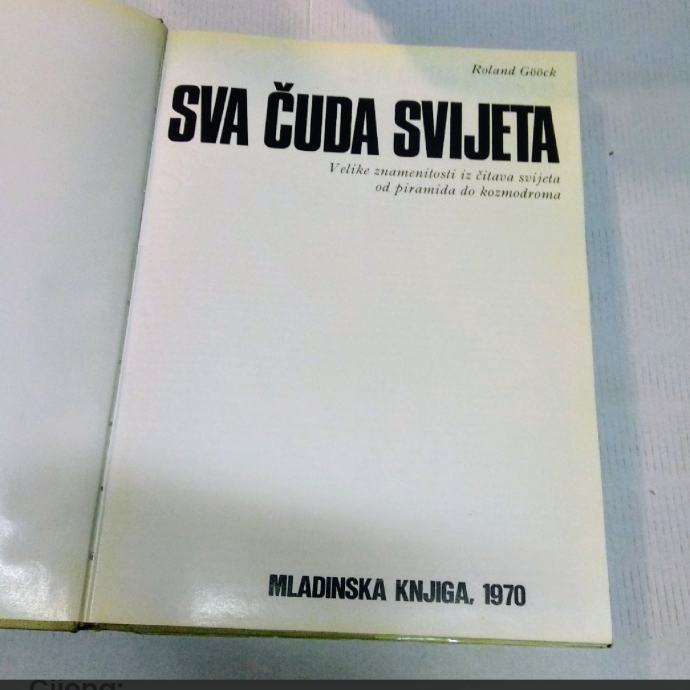 Roland Gööck
SVA ČUDA SVIJETA
Velike znamenitosti iz čitava svijeta
od piramida do kozmodroma
MLADINSKA KNJIGA, 1970